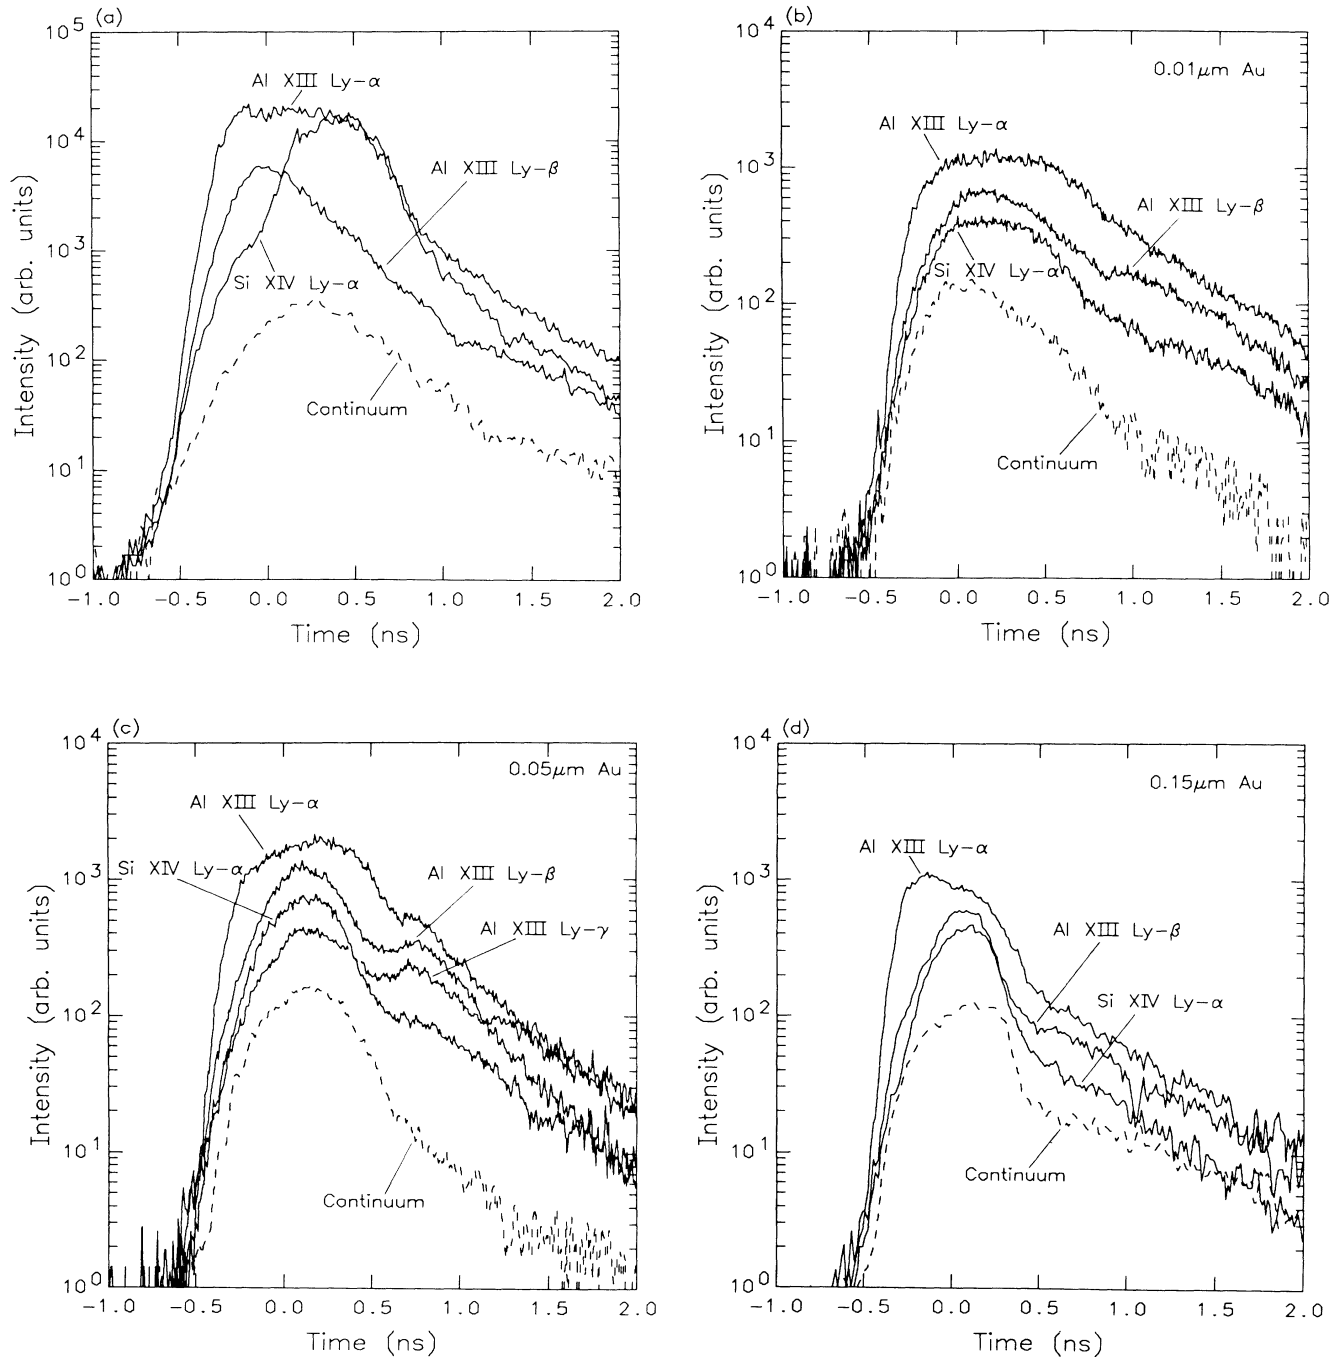 (a)
10^5
10^4
10^3
10^2
10^1
10^0
Intensity (arb. units)
Al XIII Ly-α
Al XIII Ly-β
Si XIV Ly-α
Continuum
-1.0 -0.5 0.0 0.5 1.0 1.5 2.0
Time (ns)
(b)
10^4
10^3
10^2
10^1
10^0
Intensity (arb. units)
0.01μm Au
Al XIII Ly-α
Al XIII Ly-β
Si XIV Ly-α
Continuum
-1.0 -0.5 0.0 0.5 1.0 1.5 2.0
Time (ns)
(c)
10^4
10^3
10^2
10^1
10^0
Intensity (arb. units)
0.05μm Au
Al XIII Ly-α
Si XIV Ly-α
Al XIII Ly-β
Al XIII Ly-γ
Continuum
-1.0 -0.5 0.0 0.5 1.0 1.5 2.0
Time (ns)
(d)
10^4
10^3
10^2
10^1
10^0
Intensity (arb. units)
0.15μm Au
Al XIII Ly-α
Al XIII Ly-β
Si XIV Ly-α
Continuum
-1.0 -0.5 0.0 0.5 1.0 1.5 2.0
Time (ns)